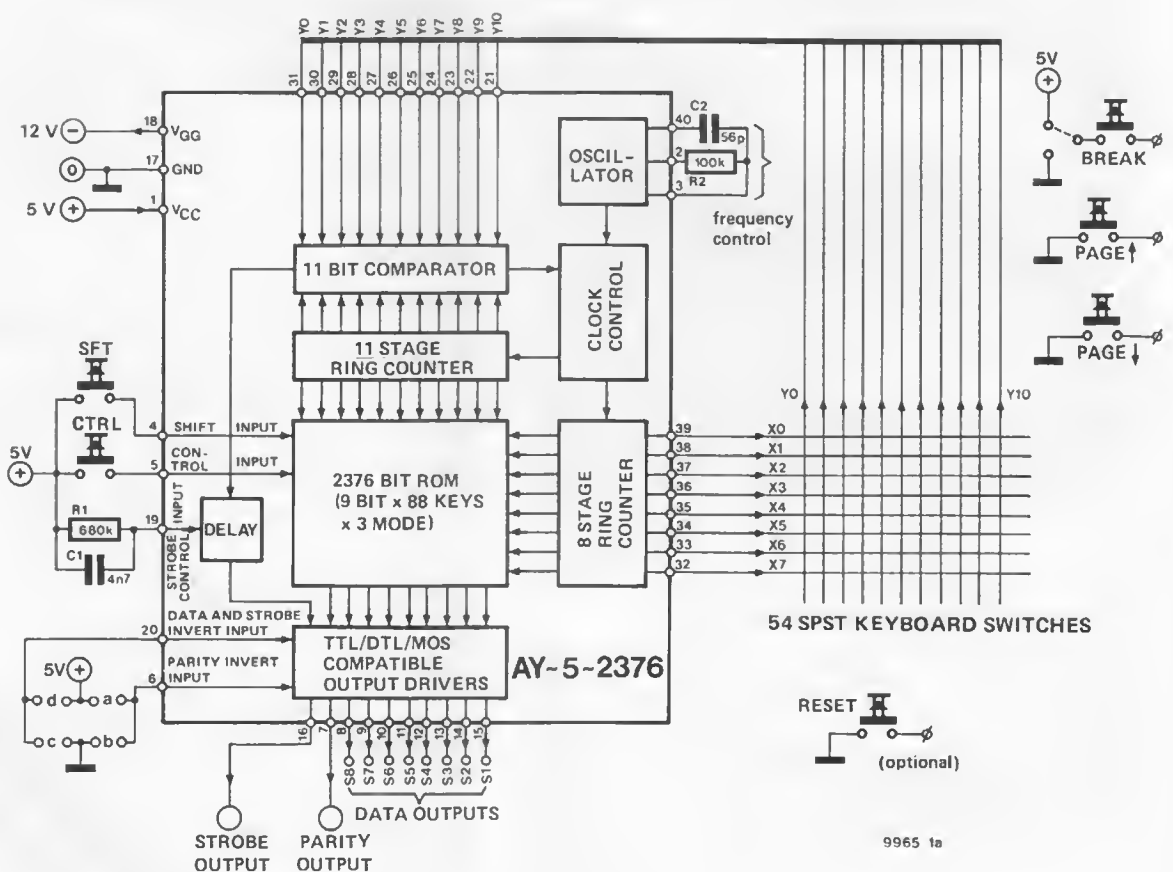 Y0 Y1 Y2 Y3 Y4 Y5 Y6 Y7 Y8 Y9 Y10
31 30 29 28 27 26 25 24 23 22 21
12 V − 18 VGG
0 17 GND
5 V + 1 VCC
OSCIL-
LATOR
40 C2
56p
2 100k
R2
3
frequency
control
5V
+
BREAK
PAGE↑
PAGE↓
11 BIT COMPARATOR
CLOCK
CONTROL
11 STAGE
RING COUNTER
SFT
CTRL
5V
+
4 SHIFT INPUT
5 CON-
TROL INPUT
R1
680k
C1
4n7
19
STROBE
CONTROL
INPUT
DELAY
2376 BIT ROM
(9 BIT x 88 KEYS
x 3 MODE)
8 STAGE
RING
COUNTER
Y0 Y10
39 X0
38 X1
37 X2
36 X3
35 X4
34 X5
33 X6
32 X7
54 SPST KEYBOARD SWITCHES
DATA AND STROBE
20 INVERT INPUT
PARITY INVERT
6 INPUT
5V +
d a
c b
TTL/DTL/MOS
COMPATIBLE
OUTPUT DRIVERS
AY-5-2376
16 7 8 9 10 11 12 13 14 15
S8 S7 S6 S5 S4 S3 S2 S1
DATA OUTPUTS
STROBE
OUTPUT
PARITY
OUTPUT
RESET
(optional)
9965 1a